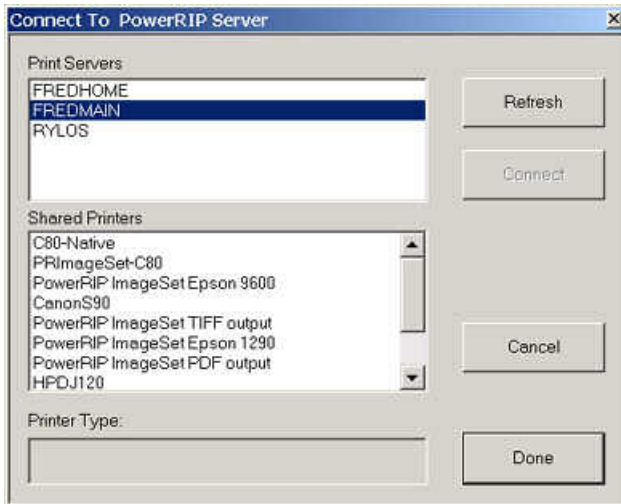 Connect To PowerRIP Server
Print Servers
FREDHOME
FREDMAIN
RYLOS
Refresh
Connect
Shared Printers
C80-Native
PRImageSet-C80
PowerRIP ImageSet Epson 9600
CanonS90
PowerRIP ImageSet TIFF output
PowerRIP ImageSet Epson 1290
PowerRIP ImageSet PDF output
HPDJ120
Cancel
Printer Type:
Done